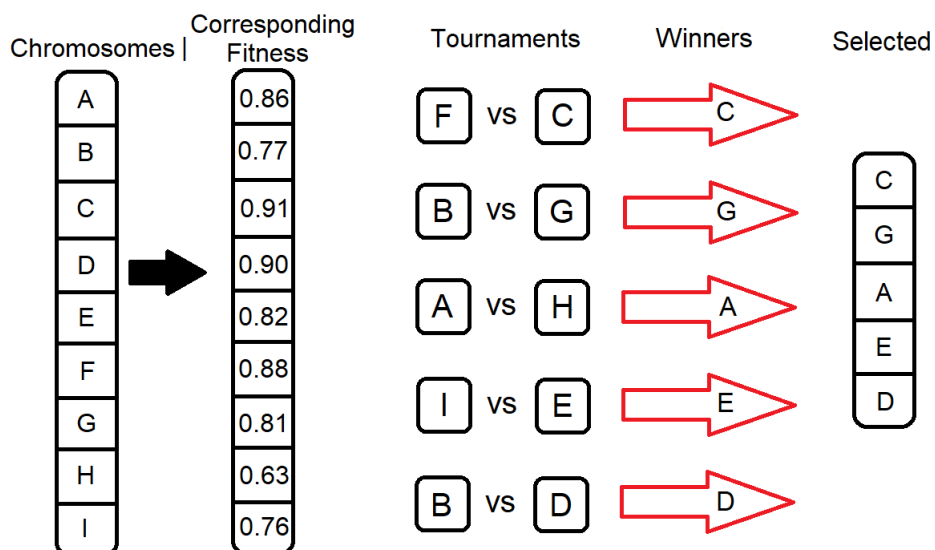 Chromosomes |
Corresponding
Fitness
Tournaments
Winners
Selected
A
B
C
D
E
F
G
H
I
0.86
0.77
0.91
0.90
0.82
0.88
0.81
0.63
0.76
F vs C
C
B vs G
G
A vs H
A
I vs E
E
B vs D
D
C
G
A
E
D